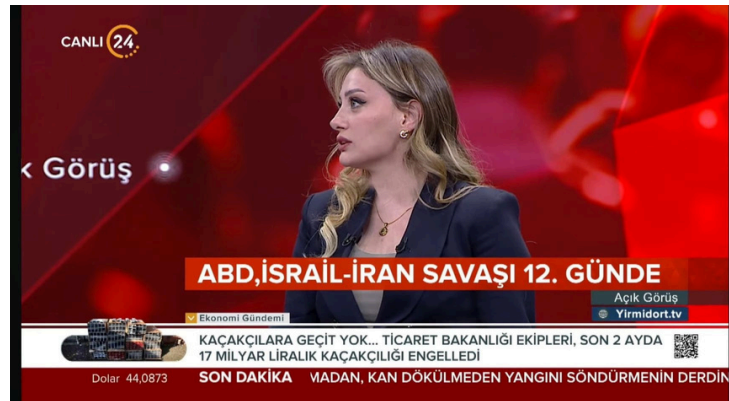 CANLI 24
k Görüş
ABD,İSRAİL-İRAN SAVAŞI 12. GÜNDE
Açık Görüş
Yirmidort.tv
Ekonomi Gündemi
KAÇAKÇILARA GEÇİT YOK... TİCARET BAKANLIĞI EKİPLERİ, SON 2 AYDA
17 MİLYAR LİRALIK KAÇAKÇILIĞI ENGELLEDİ
Dolar 44,0873 SON DAKİKA MADAN, KAN DÖKÜLMEDEN YANGINI SÖNDÜRMENİN DERDİN